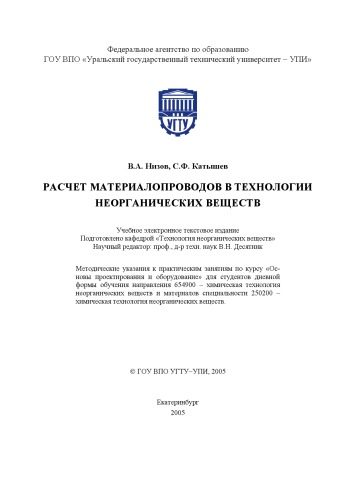 Федеральное агентство по образованию
ГОУ ВПО «Уральский государственный технический университет – УПИ»
УГТУ
В.А. Низов, С.Ф. Катышев
РАСЧЕТ МАТЕРИАЛОПРОВОДОВ В ТЕХНОЛОГИИ
НЕОРГАНИЧЕСКИХ ВЕЩЕСТВ
Учебное электронное текстовое издание
Подготовлено кафедрой «Технология неорганических веществ»
Научный редактор: проф., д-р техн. наук В.Н. Десятник
Методические указания к практическим занятиям по курсу «Ос-
новы проектирования и оборудование» для студентов дневной
формы обучения направления 654900 – химическая технология
неорганических веществ и материалов специальности 250200 –
химическая технология неорганических веществ.
© ГОУ ВПО УГТУ–УПИ, 2005
Екатеринбург
2005